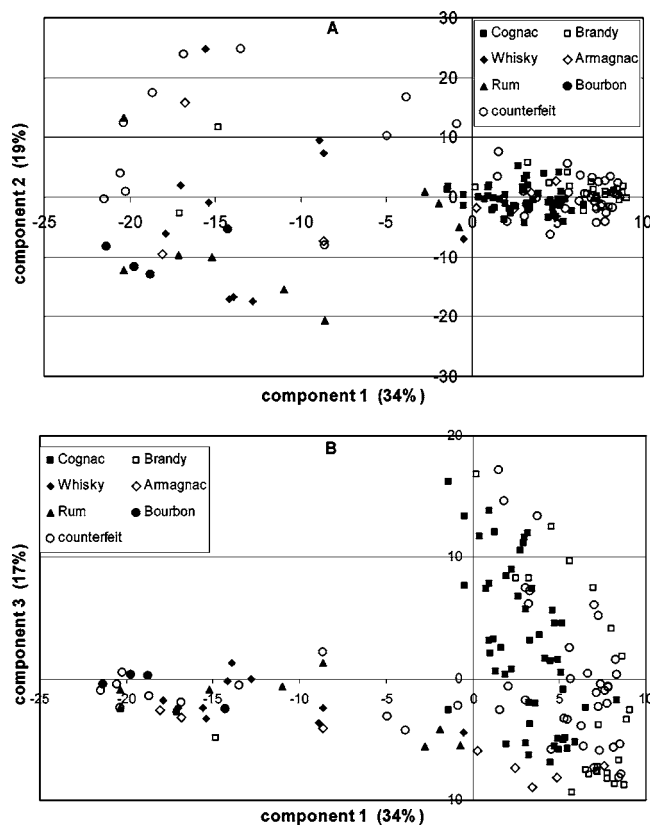 A
30
Cognac
Brandy
Whisky
Armagnac
Rum
Bourbon
counterfeit
20
10
0
-25
-20
-15
-10
-5
0
5
10
-10
-20
-30
component 2 (19%)
component 1 (34%)
B
20
Cognac
Brandy
Whisky
Armagnac
Rum
Bourbon
counterfeit
10
0
-25
-20
-15
-10
-5
0
5
10
10
component 3 (17%)
component 1 (34%)